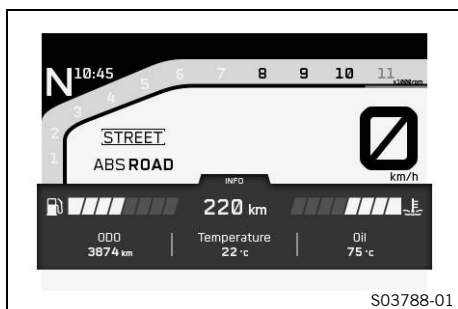 N 10:45
1 2 3 4 5 6 7 8 9 10 11
x1000rpm
STREET
ABS ROAD
0
km/h
INFO
220 km
ODO Temperature Oil
3874 km 22 °C 75 °C
S03788-01